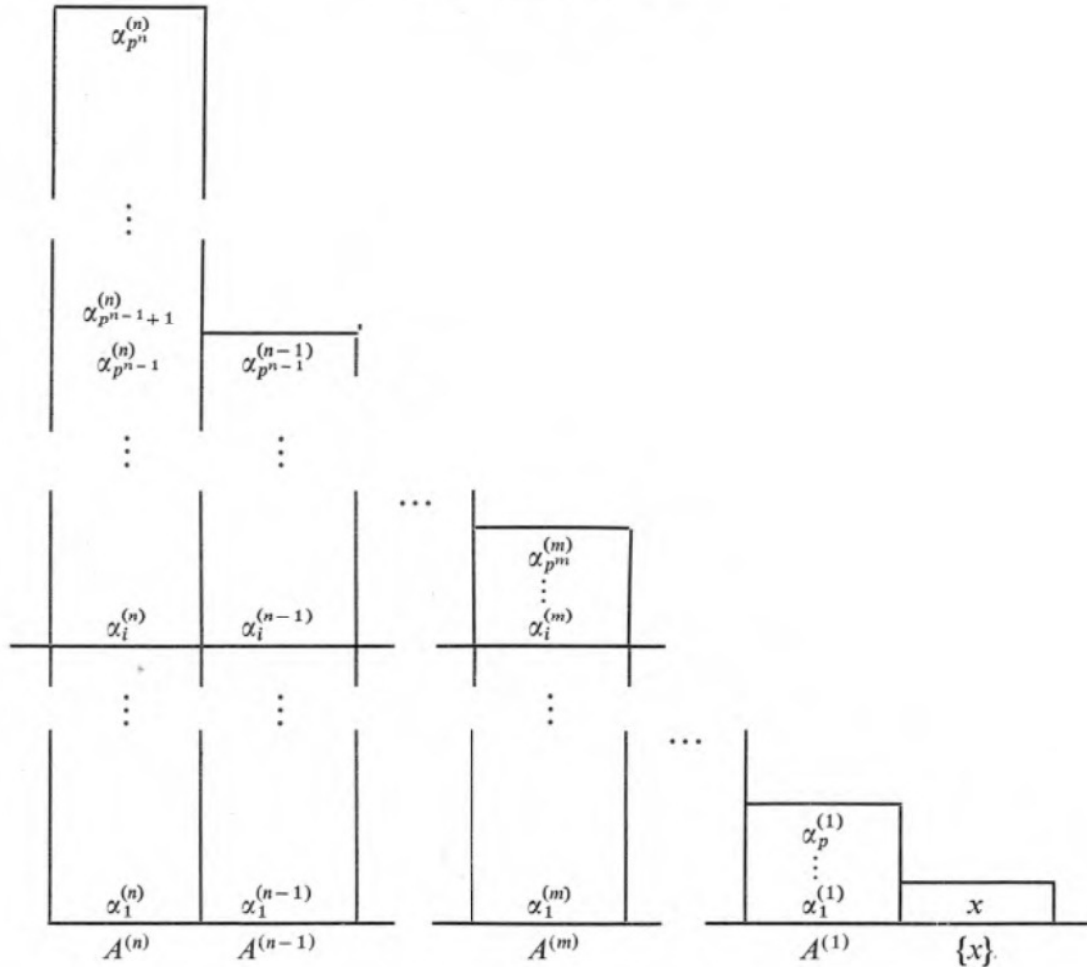 α_{pⁿ}^{(n)}
⋮
α_{p^{n-1}+1}^{(n)}
α_{p^{n-1}}^{(n)} α_{p^{n-1}}^{(n-1)}
⋮ ⋮
⋯
α_{p^m}^{(m)}
⋮
α_i^{(n)} α_i^{(n-1)} α_i^{(m)}
⋮ ⋮ ⋮
⋯
α_p^{(1)}
⋮
α_1^{(n)} α_1^{(n-1)} α_1^{(m)} α_1^{(1)} x
A^{(n)} A^{(n-1)} A^{(m)} A^{(1)} {x}.